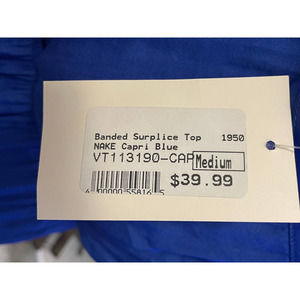 Banded Surplice Top 1950
NAKE Capri Blue
VT113190-CAP Medium
$39.99